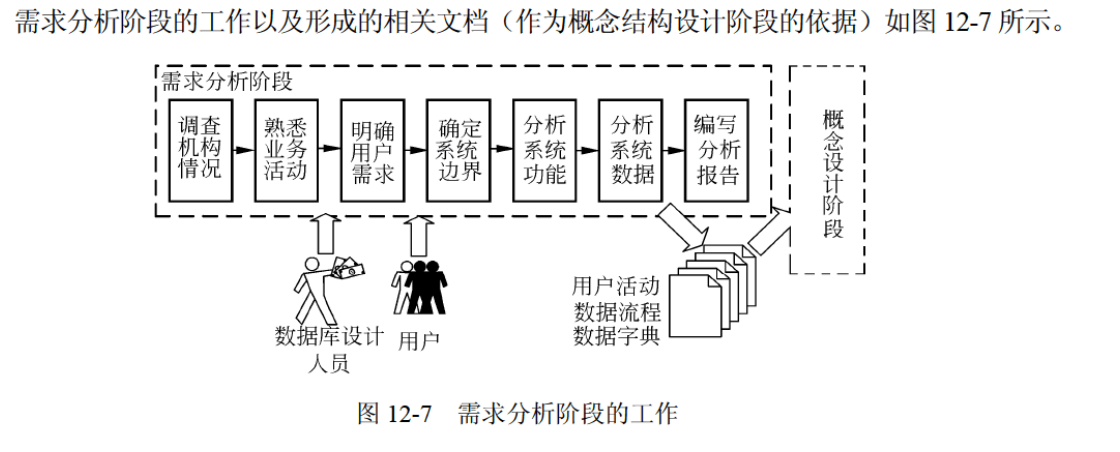 需求分析阶段的工作以及形成的相关文档（作为概念结构设计阶段的依据）如图 12-7 所示。
需求分析阶段
调查
机构
情况
熟悉
业务
活动
明确
用户
需求
确定
系统
边界
分析
系统
功能
分析
系统
数据
编写
分析
报告
概念设计阶段
数据库设计
人员
用户
用户活动
数据流程
数据字典
图 12-7 需求分析阶段的工作